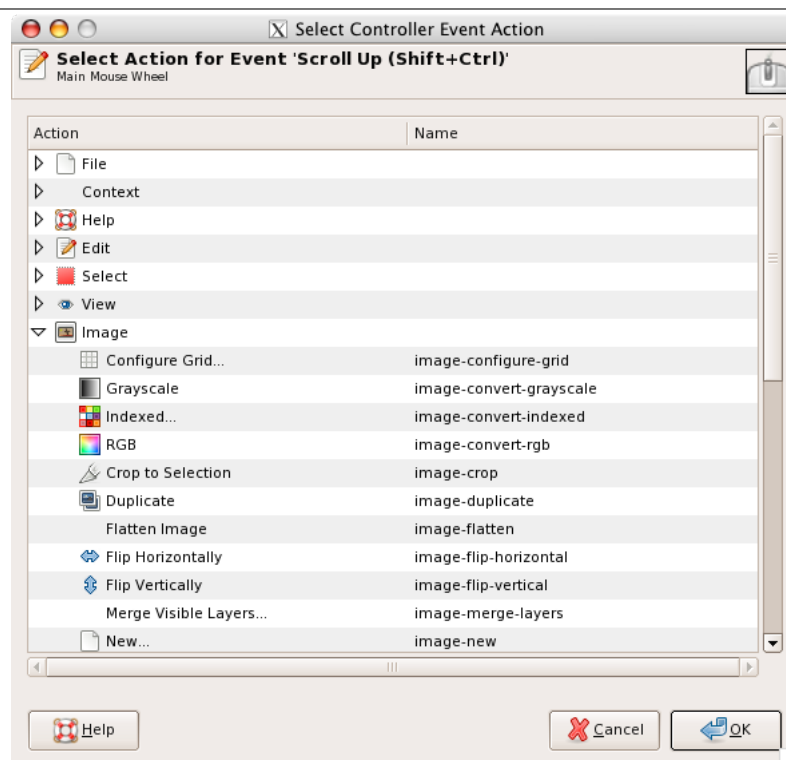 Select Controller Event Action
Select Action for Event 'Scroll Up (Shift+Ctrl)'
Main Mouse Wheel
Action Name
File
Context
Help
Edit
Select
View
Image
Configure Grid... image-configure-grid
Grayscale image-convert-grayscale
Indexed... image-convert-indexed
RGB image-convert-rgb
Crop to Selection image-crop
Duplicate image-duplicate
Flatten Image image-flatten
Flip Horizontally image-flip-horizontal
Flip Vertically image-flip-vertical
Merge Visible Layers... image-merge-layers
New... image-new
Help Cancel OK